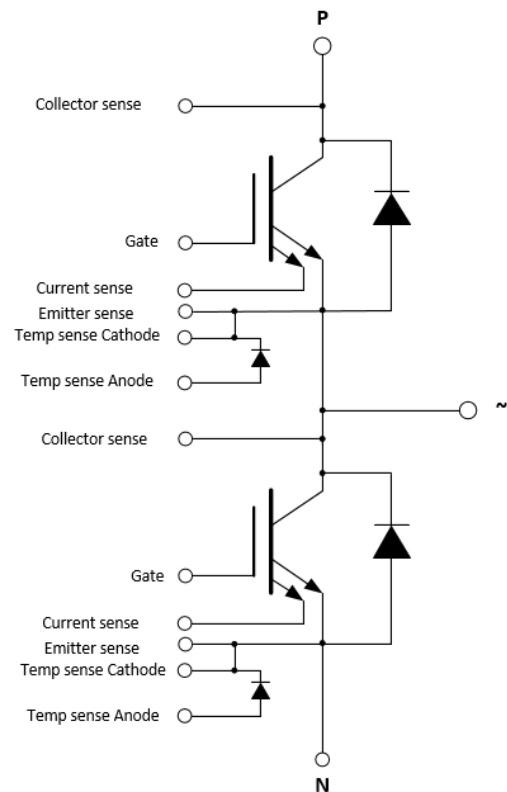 P
Collector sense
Gate
Current sense
Emitter sense
Temp sense Cathode
Temp sense Anode
~
Collector sense
Gate
Current sense
Emitter sense
Temp sense Cathode
Temp sense Anode
N